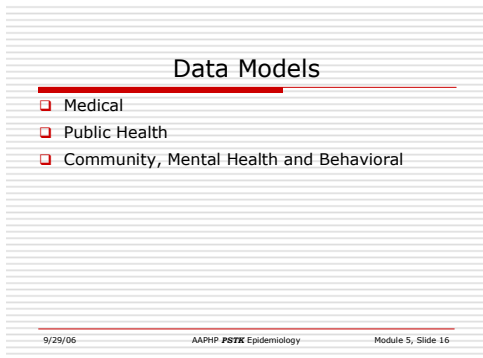 Data Models
❑ Medical
❑ Public Health
❑ Community, Mental Health and Behavioral
9/29/06 AAPHP PSTK Epidemiology Module 5, Slide 16